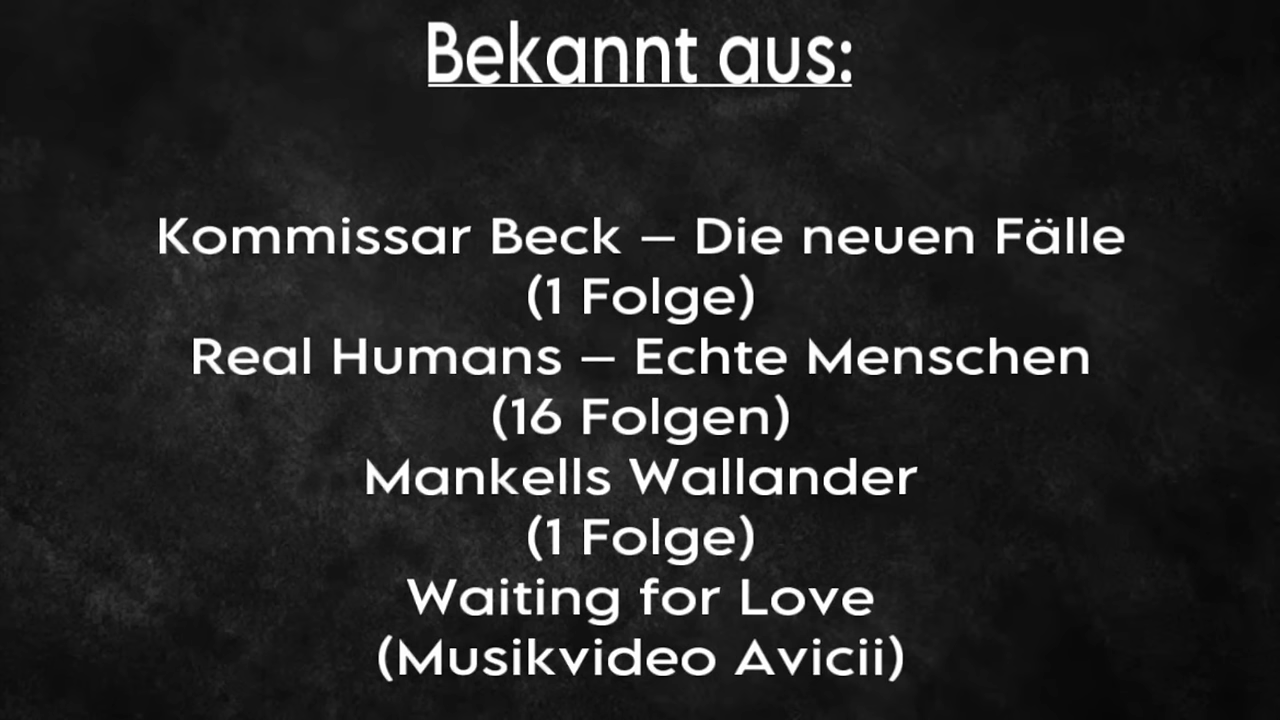 Bekannt aus:
Kommissar Beck – Die neuen Fälle
(1 Folge)
Real Humans – Echte Menschen
(16 Folgen)
Mankells Wallander
(1 Folge)
Waiting for Love
(Musikvideo Avicii)